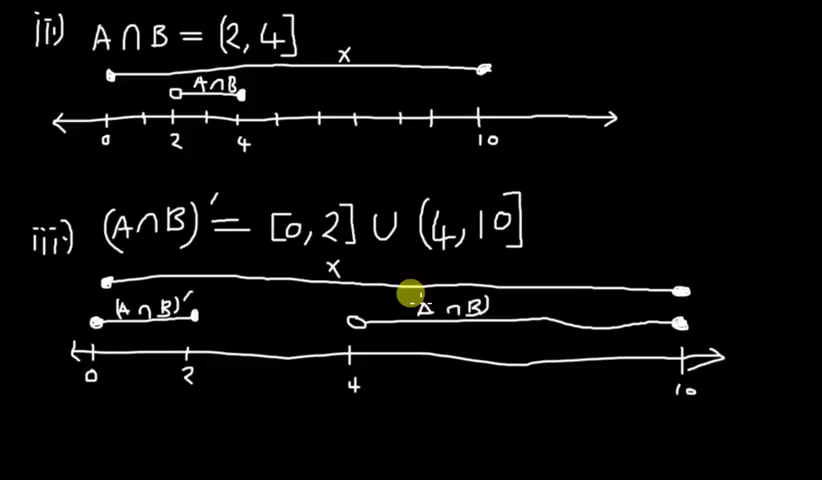 ii) A∩B = (2, 4]
x
A∩B
0 2 4 10
iii.) (A∩B)′ = [0, 2] ∪ (4, 10]
x
(A∩B)′ A∩B)
0 2 4 10